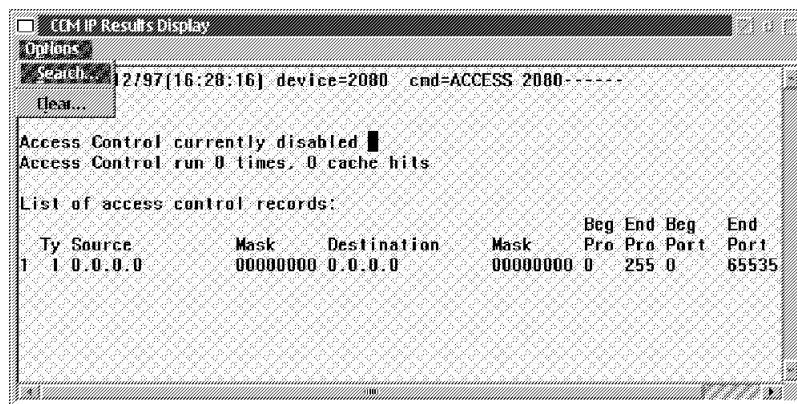 CCM iP Results Display
Options
Search...
12/97[16:28:16] device=2080 cmd=ACCESS 2080------
Clear...
Access Control currently disabled
Access Control run 0 times, 0 cache hits
List of access control records:
Beg End Beg End
Ty Source Mask Destination Mask Pro Pro Port Port
1 1 0.0.0.0 00000000 0.0.0.0 00000000 0 255 0 65535